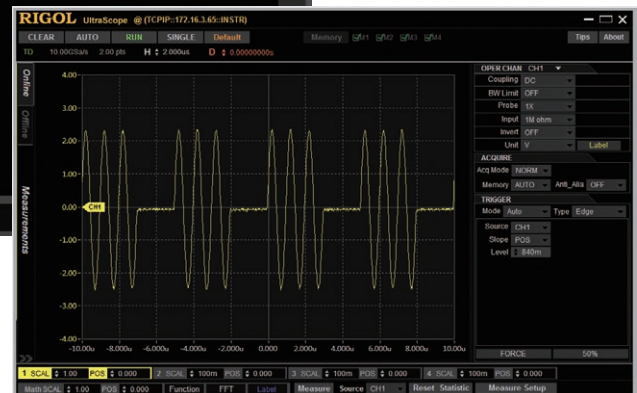 RIGOL UltraScope @ (TCPIP::172.16.3.65::INSTR)
CLEAR AUTO RUN SINGLE Default Memory M1 M2 M3 M4 Tips About
TD 10.00GSa/s 2.00 pts H 2.000us D 0.00000000s
Online
Offline
Measurements
4.00
3.00
2.00
1.00
0.00
CH1
-1.00
-2.00
-3.00
-4.00
-10.00u -8.000u -6.000u -4.000u -2.000u 0.000 2.000u 4.000u 6.000u 8.000u 10.00u
OPER CHAN CH1
Coupling DC
BW Limit OFF
Probe 1X
Input 1M ohm
Invert OFF
Unit V Label
ACQUIRE
Acq Mode NORM
Memory AUTO Anti_Alia OFF
TRIGGER
Mode Auto Type Edge
Source CH1
Slope POS
Level 840m
FORCE 50%
1 SCAL 1.00 POS 0.000 2 SCAL 100m POS 0.000 3 SCAL 100m POS 0.000 4 SCAL 100m POS 0.000
Math SCAL 1.00 POS 0.000 Function FFT Label Measure Source CH1 Reset Statistic Measure Setup